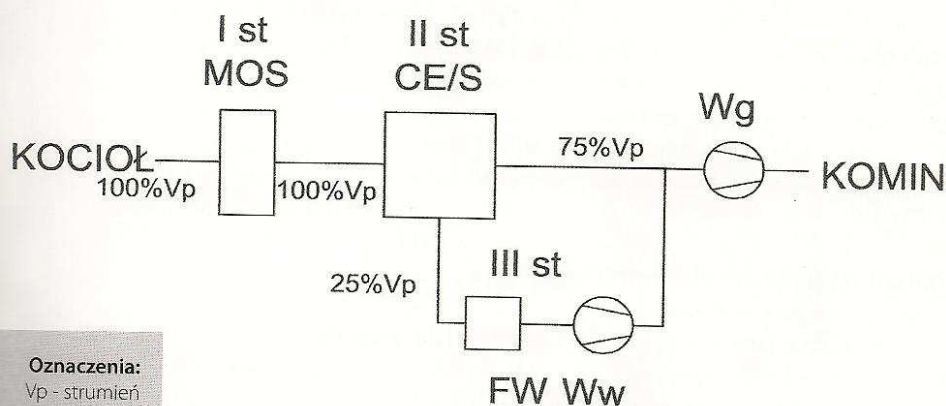 I st
MOS
II st
CE/S
Wg
KOCIOŁ
100%Vp
100%Vp
75%Vp
KOMIN
25%Vp
III st
FW Ww
Oznaczenia:
Vp - strumień